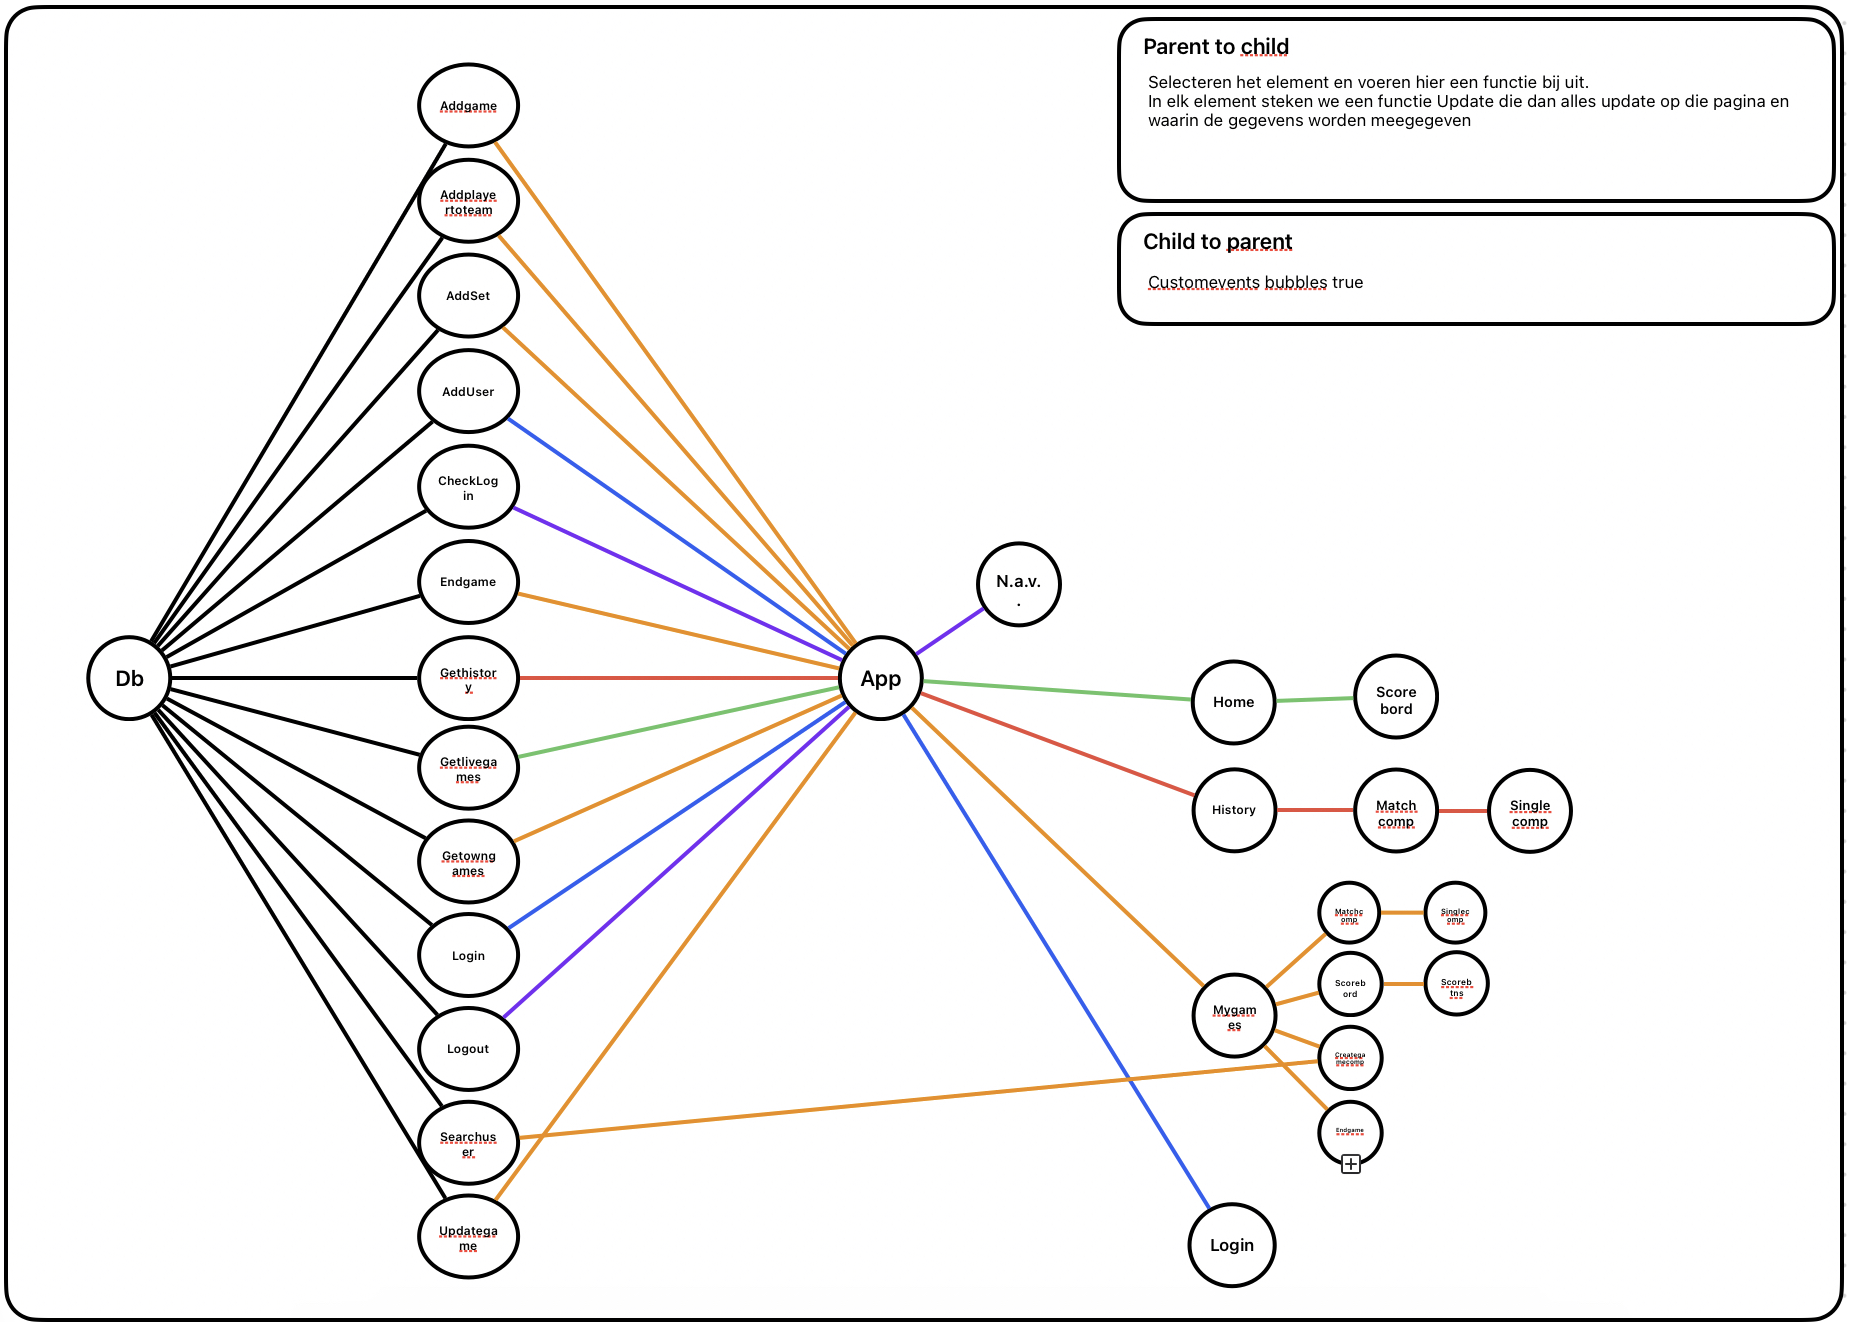 Parent to child
Selecteren het element en voeren hier een functie bij uit.
In elk element steken we een functie Update die dan alles update op die pagina en
waarin de gegevens worden meegegeven
Child to parent
Customevents bubbles true
Addgame
Addplaye
rtoteam
AddSet
AddUser
CheckLog
in
Endgame
Gethistor
y
Getlivega
mes
Getowng
ames
Login
Logout
Searchus
er
Updatega
me
Db
App
N.a.v.
.
Home
Score
bord
History
Match
comp
Single
comp
Mygam
es
Matchc
omp
Singlec
omp
Scoreb
ord
Scoreb
tns
Createga
mecomp
Endgame
Login